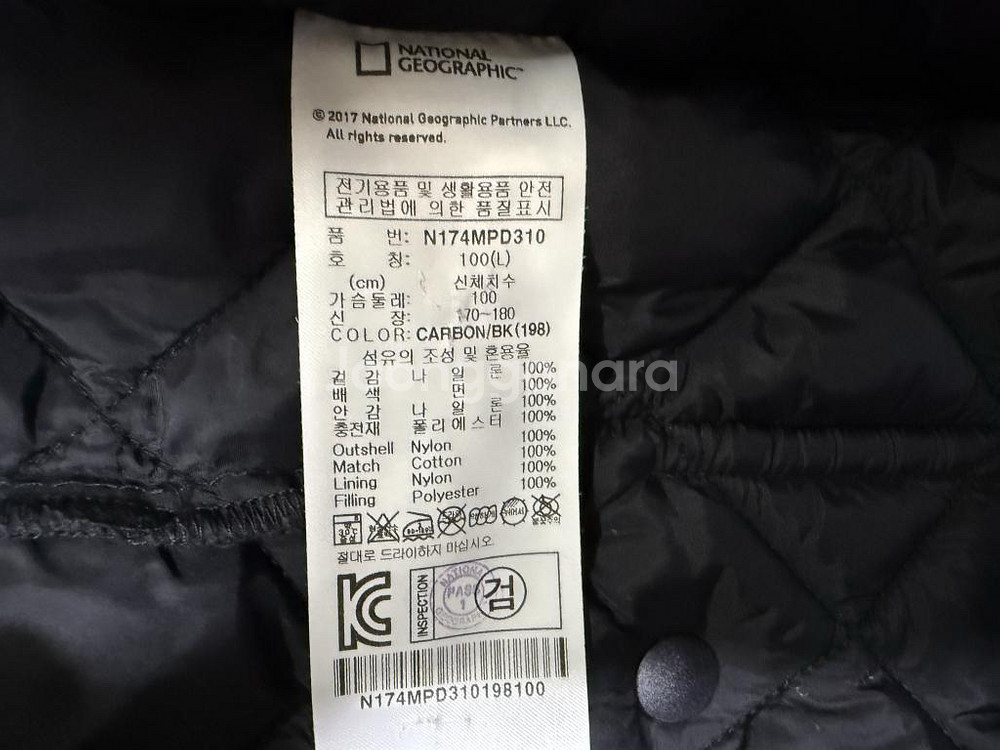 NATIONAL
GEOGRAPHIC™
© 2017 National Geographic Partners LLC.
All rights reserved.
전기용품 및 생활용품 안전
관리법에 의한 품질표시
품 번: N174MPD310
호 칭: 100(L)
(cm) 신체치수
가슴둘레: 100
신 장: 170~180
COLOR: CARBON/BK(198)
섬유의 조성 및 혼용율
겉 감 나 일 론 100%
배 색 면 100%
안 감 나 일 론 100%
충전재 폴리에스터 100%
Outshell Nylon 100%
Match Cotton 100%
Lining Nylon 100%
Filling Polyester 100%
절대로 드라이하지 마십시오.
INSPECTION
NATIONAL
PASS
1
GEOGRAPHIC
검
N174MPD310198100
joonggonara